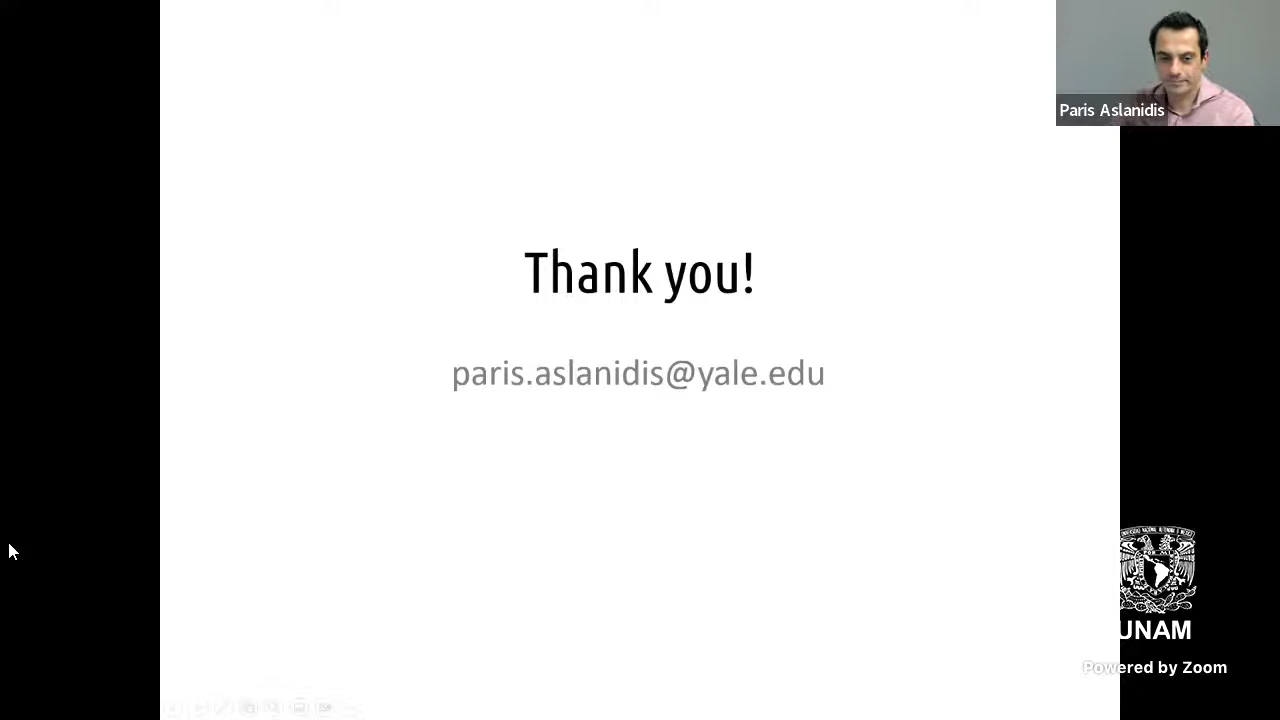 Paris Aslanidis
Thank you!
paris.aslanidis@yale.edu
UNAM
Powered by Zoom